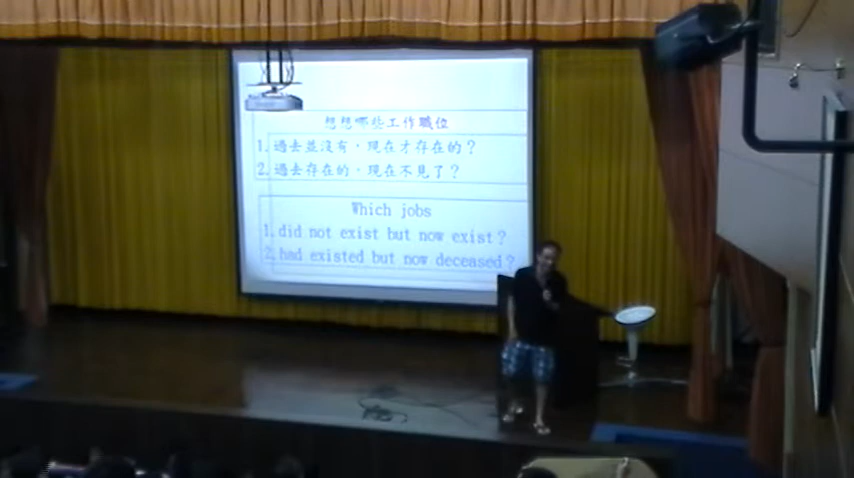 想想哪些工作職位
1. 過去並沒有，現在才存在的？
2. 過去存在的，現在不見了？
Which jobs
1. did not exist but now exist？
2. had existed but now deceased？